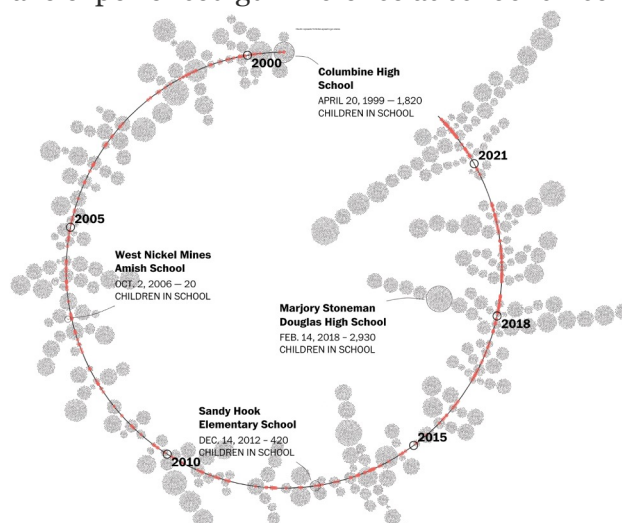 2000
Columbine High
School
APRIL 20, 1999 — 1,820
CHILDREN IN SCHOOL
2021
2005
West Nickel Mines
Amish School
OCT. 2, 2006 — 20
CHILDREN IN SCHOOL
Marjory Stoneman
Douglas High School
FEB. 14, 2018 – 2,930
CHILDREN IN SCHOOL
2018
Sandy Hook
Elementary School
DEC. 14, 2012 – 420
CHILDREN IN SCHOOL
2015
2010